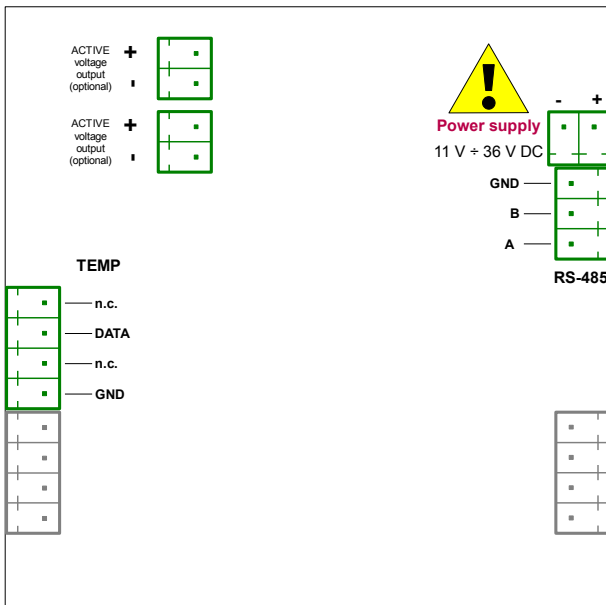 ACTIVE +
voltage
output
(optional) -
ACTIVE +
voltage
output
(optional) -
!
- +
Power supply
11 V ÷ 36 V DC
GND
B
A
RS-485
TEMP
n.c.
DATA
n.c.
GND